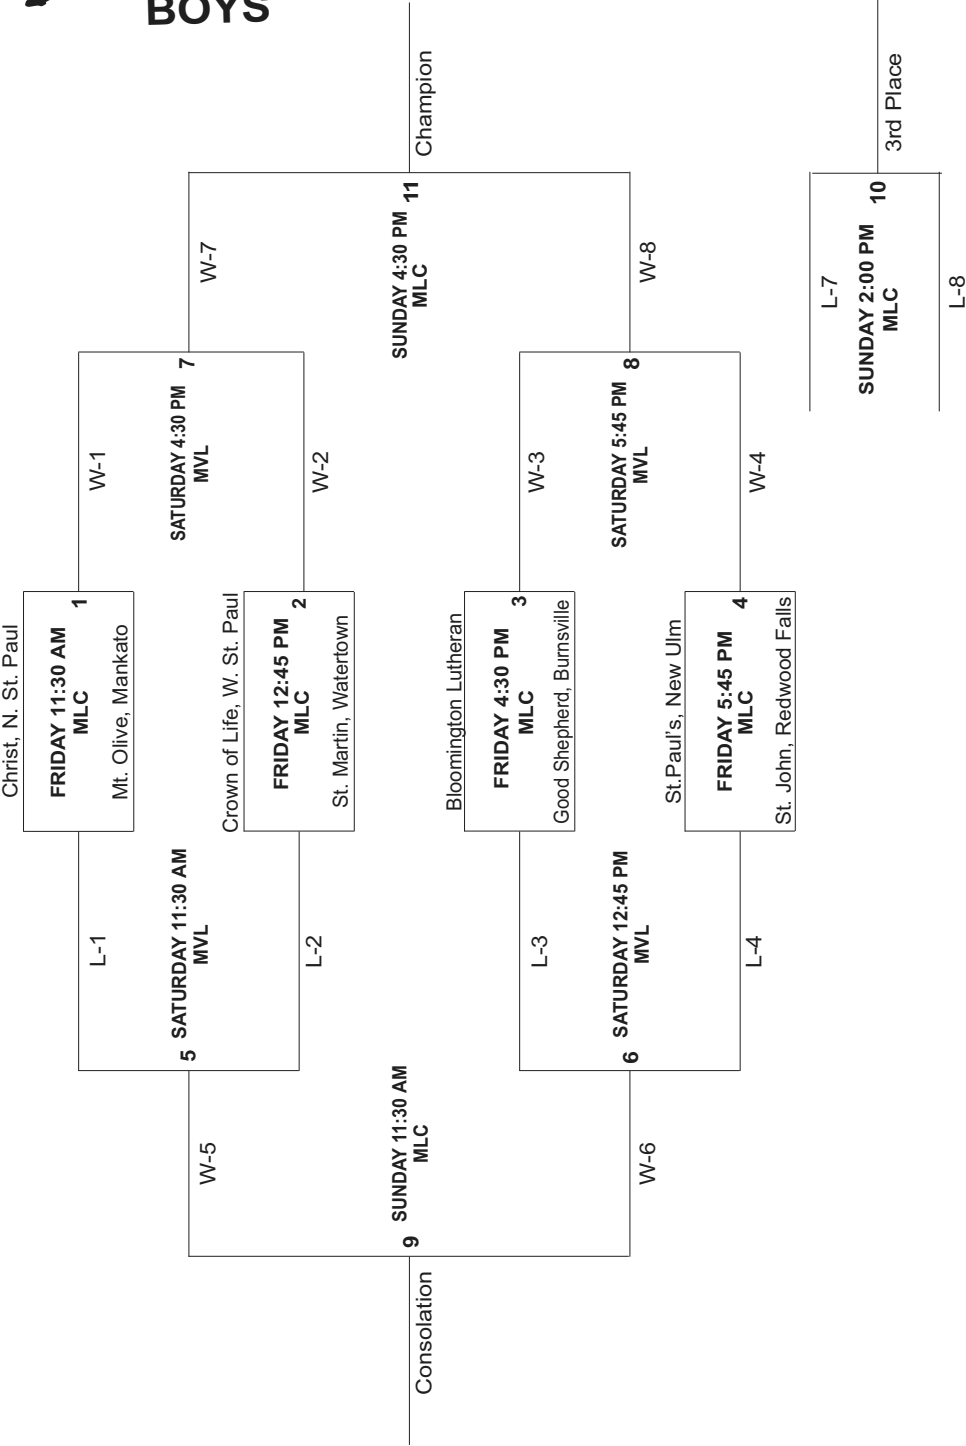 BOYS
Christ, N. St. Paul
FRIDAY 11:30 AM
MLC
1
Mt. Olive, Mankato
Crown of Life, W. St. Paul
FRIDAY 12:45 PM
MLC
2
St. Martin, Watertown
Bloomington Lutheran
FRIDAY 4:30 PM
MLC
3
Good Shepherd, Burnsville
St.Paul's, New Ulm
FRIDAY 5:45 PM
MLC
4
St. John, Redwood Falls
L-1
5 SATURDAY 11:30 AM
MVL
L-2
L-3
6 SATURDAY 12:45 PM
MVL
L-4
W-5
9 SUNDAY 11:30 AM
MLC
W-6
Consolation
W-1
SATURDAY 4:30 PM 7
MVL
W-2
W-3
SATURDAY 5:45 PM 8
MVL
W-4
W-7
SUNDAY 4:30 PM 11
MLC
W-8
Champion
L-7
SUNDAY 2:00 PM 10
MLC
L-8
3rd Place